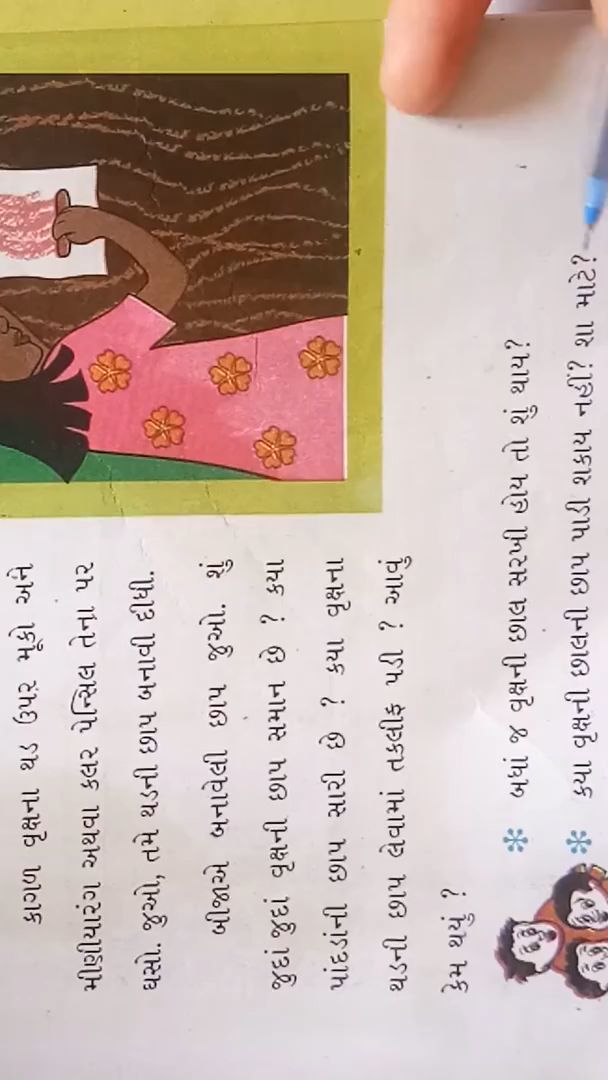 કાગળ વૃક્ષના થડ ઉપર મૂકો અને
મીણીયારંગ અથવા કલર પેન્સિલ તેના પર
ઘસો. જુઓ, તમે થડની છાપ બનાવી દીધી.
બીજાએ બનાવેલી છાપ જુઓ. શું
જુદાં જુદાં વૃક્ષની છાપ સમાન છે ? કયા
પાંદડાંની છાપ સારી છે ? કયા વૃક્ષના
થડની છાપ લેવામાં તકલીફ પડી ? આવું
કેમ થયું ?
* બધાં જ વૃક્ષની છાલ સરખી હોય તો શું થાય?
* કયા વૃક્ષની છાલની છાપ પાડી શકાય નહીં? શા માટે?